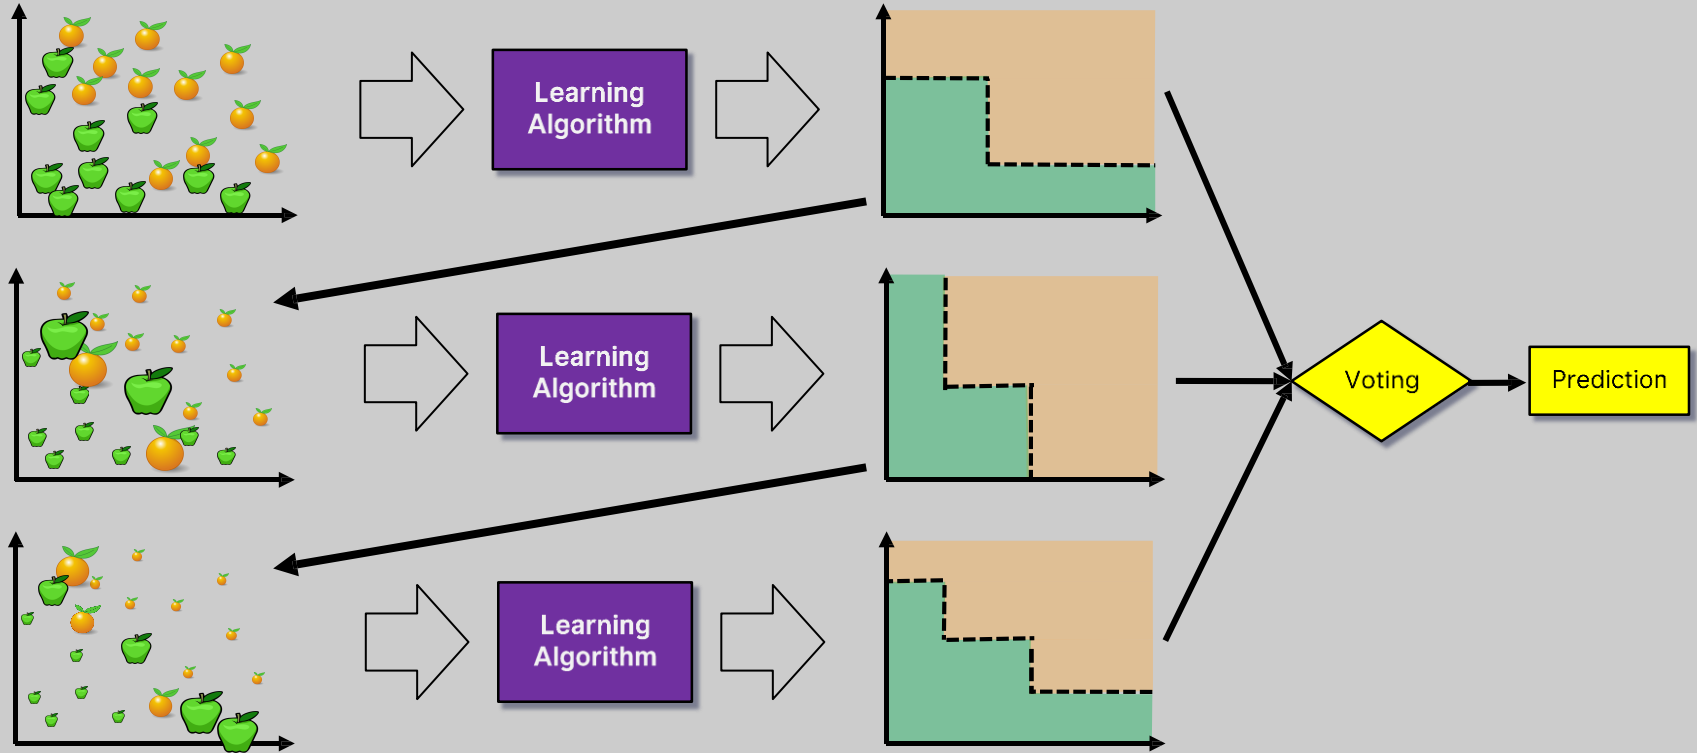 Learning
Algorithm
Learning
Algorithm
Voting
Prediction
Learning
Algorithm